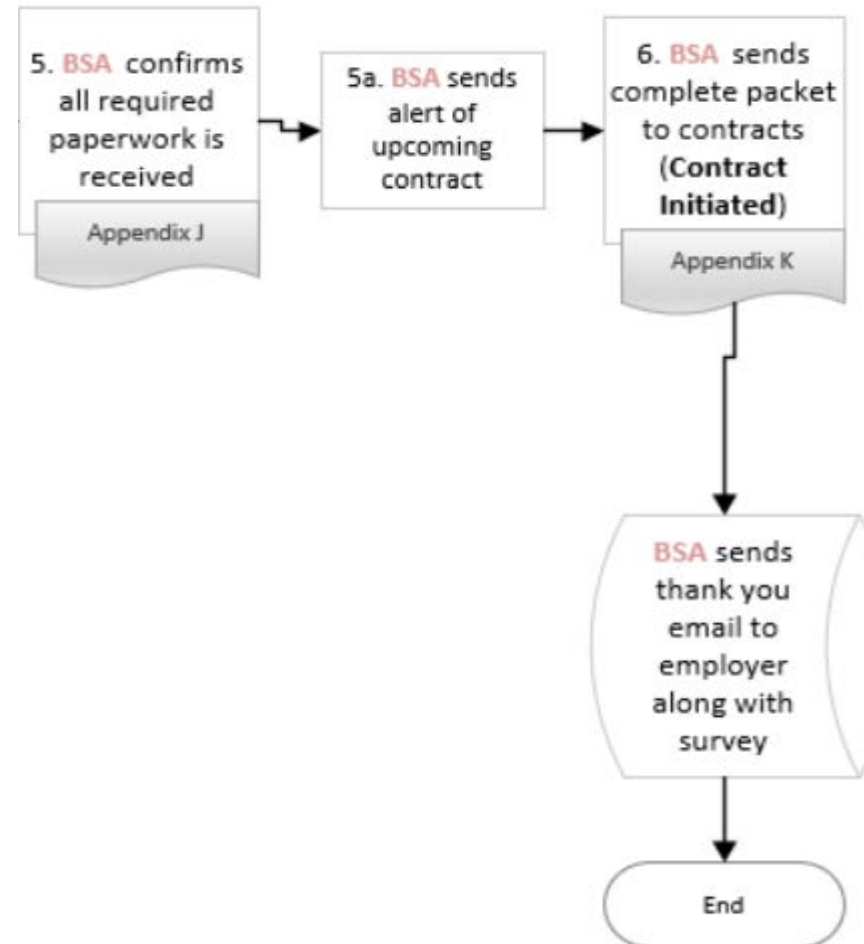 5. BSA confirms
all required
paperwork is
received
Appendix J
5a. BSA sends
alert of
upcoming
contract
6. BSA sends
complete packet
to contracts
(Contract
Initiated)
Appendix K
BSA sends
thank you
email to
employer
along with
survey
End